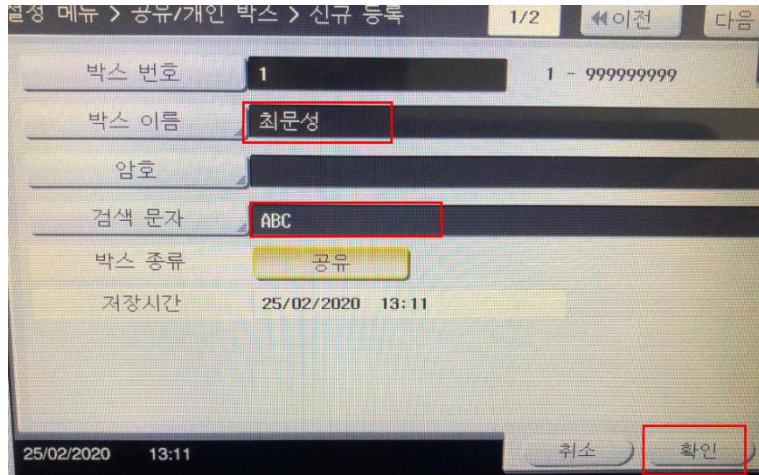 설정 메뉴 > 공유/개인 박스 > 신규 등록 1/2 ◀◀이전 다음
박스 번호 1 1 - 999999999
박스 이름 최문성
암호
검색 문자 ABC
박스 종류 공유
저장시간 25/02/2020 13:11
25/02/2020 13:11 취소 확인